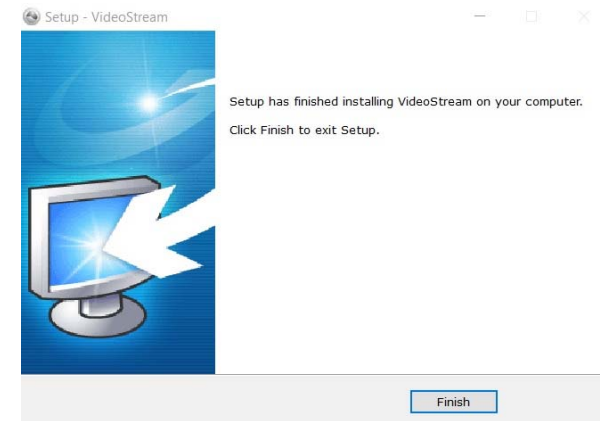 Setup - VideoStream
Setup has finished installing VideoStream on your computer.
Click Finish to exit Setup.
Finish